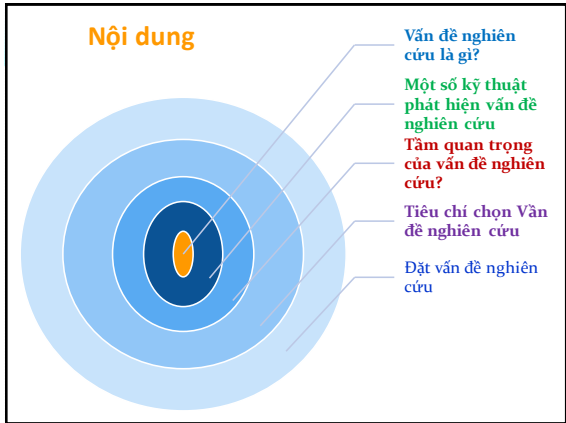 Nội dung
Vấn đề nghiên
cứu là gì?
Một số kỹ thuật
phát hiện vấn đề
nghiên cứu
Tầm quan trọng
của vấn đề nghiên
cứu?
Tiêu chí chọn Vần
đề nghiên cứu
Đặt vấn đề nghiên
cứu